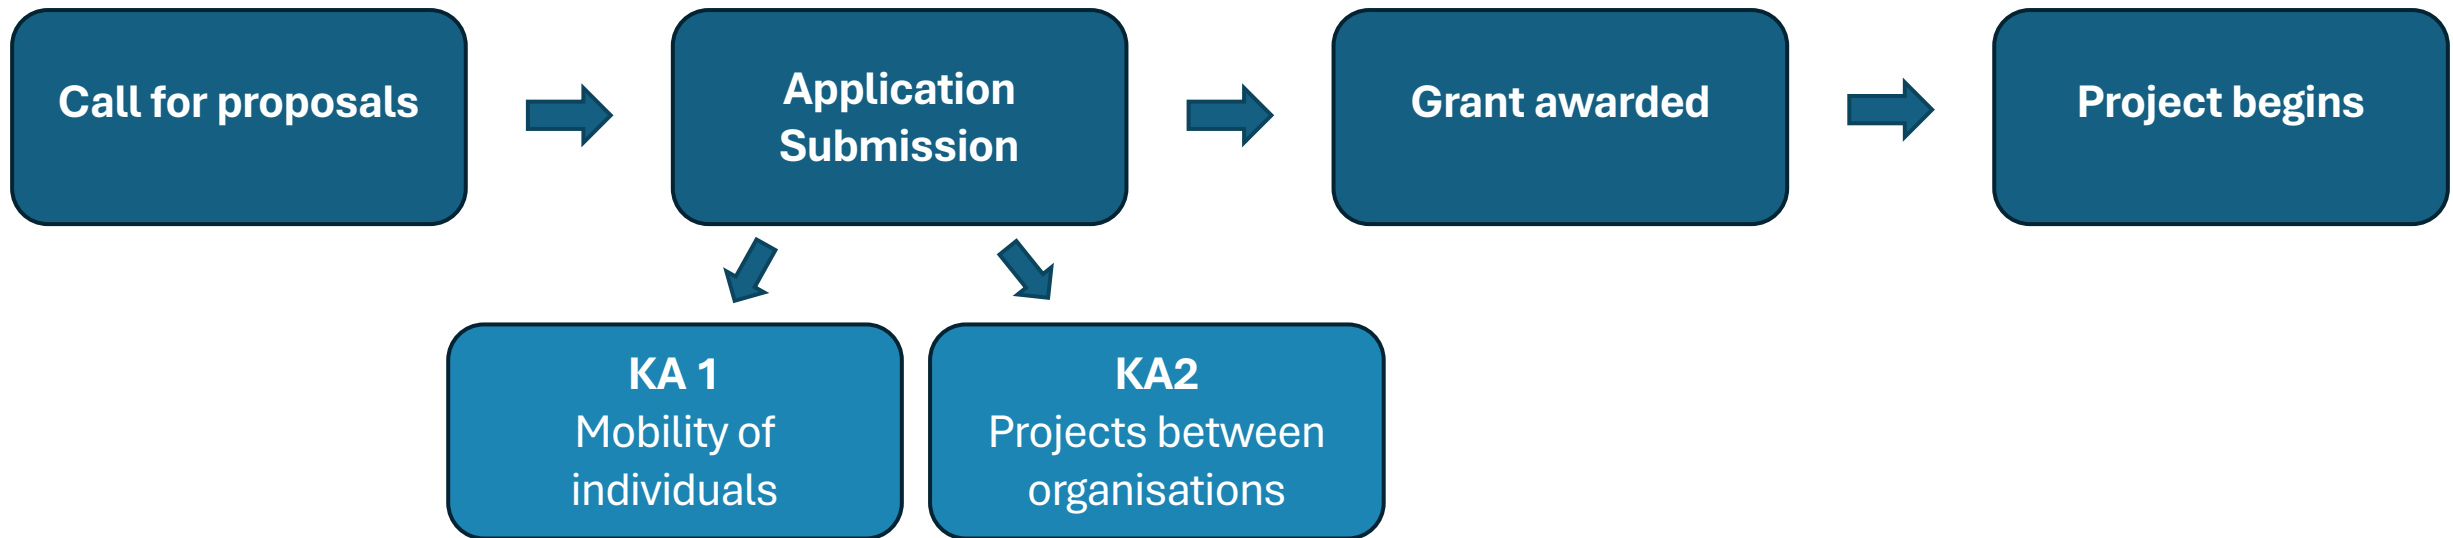 Call for proposals
Application
Submission
Grant awarded
Project begins
KA 1
Mobility of
individuals
KA2
Projects between
organisations